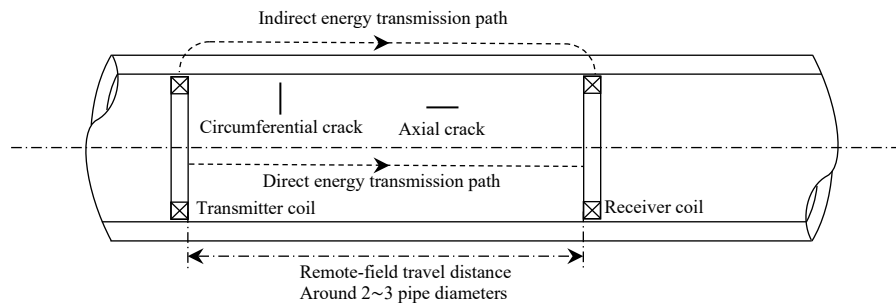 Indirect energy transmission path
Circumferential crack
Axial crack
Direct energy transmission path
Transmitter coil
Receiver coil
Remote-field travel distance
Around 2~3 pipe diameters